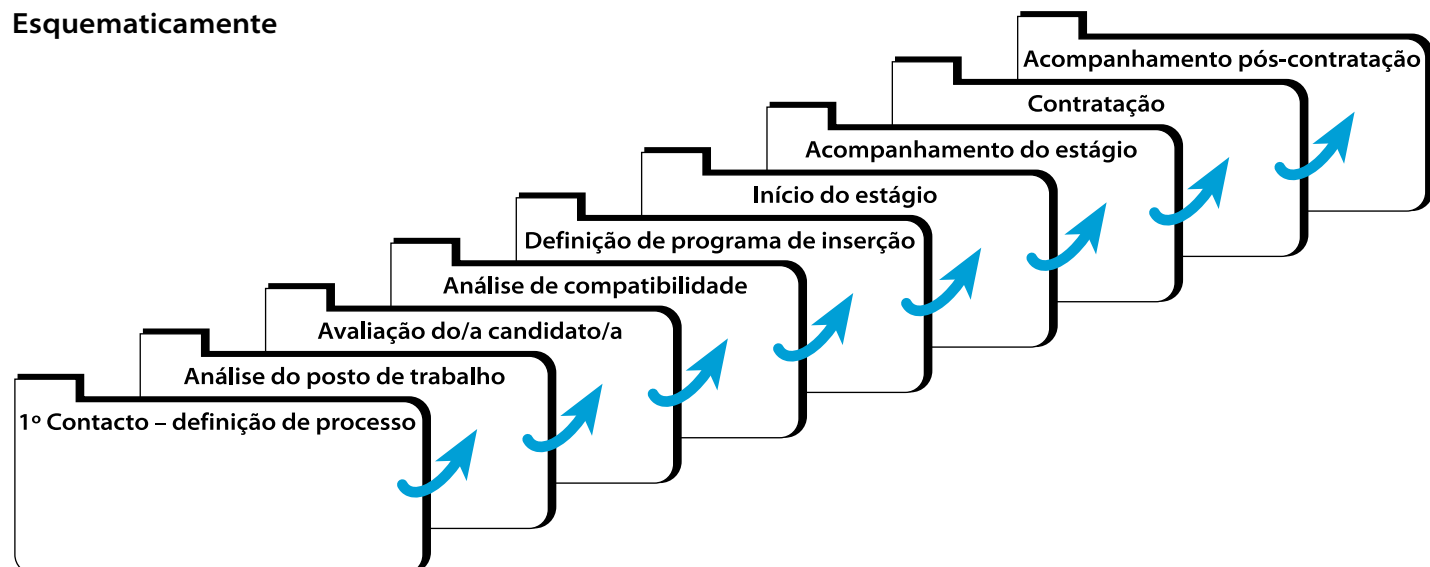 Esquematicamente
Acompanhamento pós-contratação
Contratação
Acompanhamento do estágio
Início do estágio
Definição de programa de inserção
Análise de compatibilidade
Avaliação do/a candidato/a
Análise do posto de trabalho
1º Contacto – definição de processo